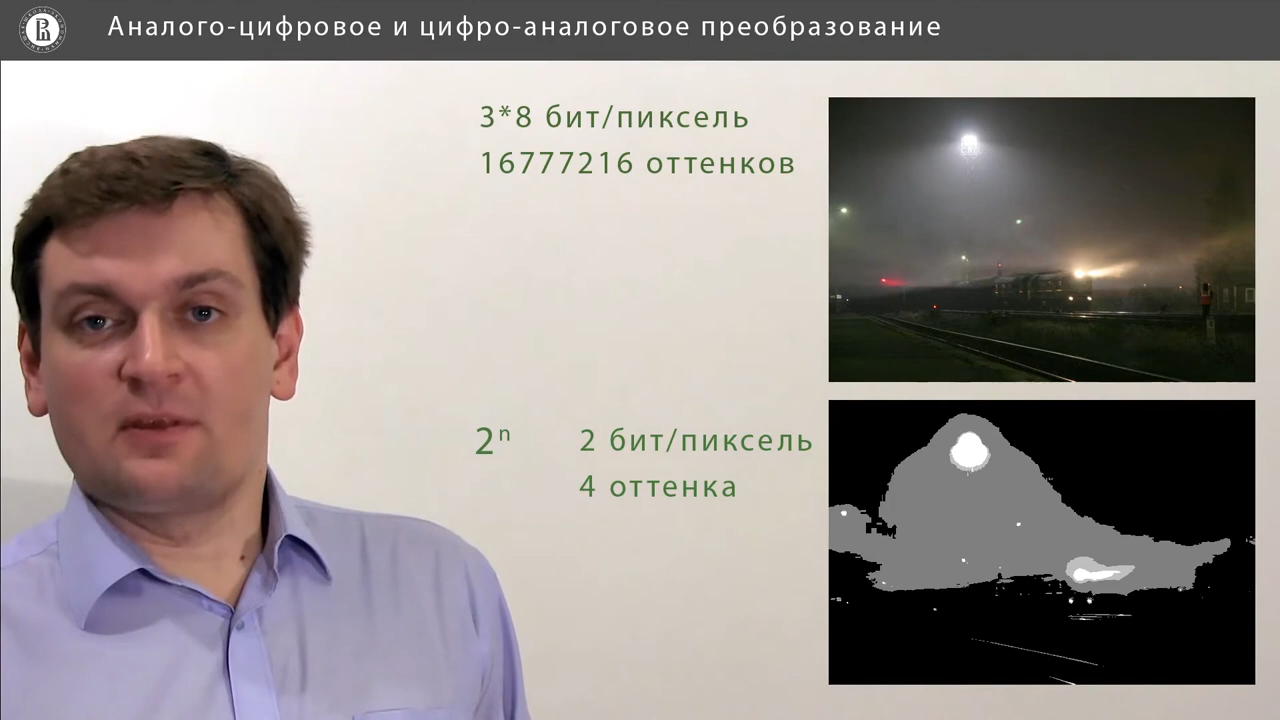 Аналого-цифровое и цифро-аналоговое преобразование
3*8 бит/пиксель
16777216 оттенков
2ⁿ
2 бит/пиксель
4 оттенка